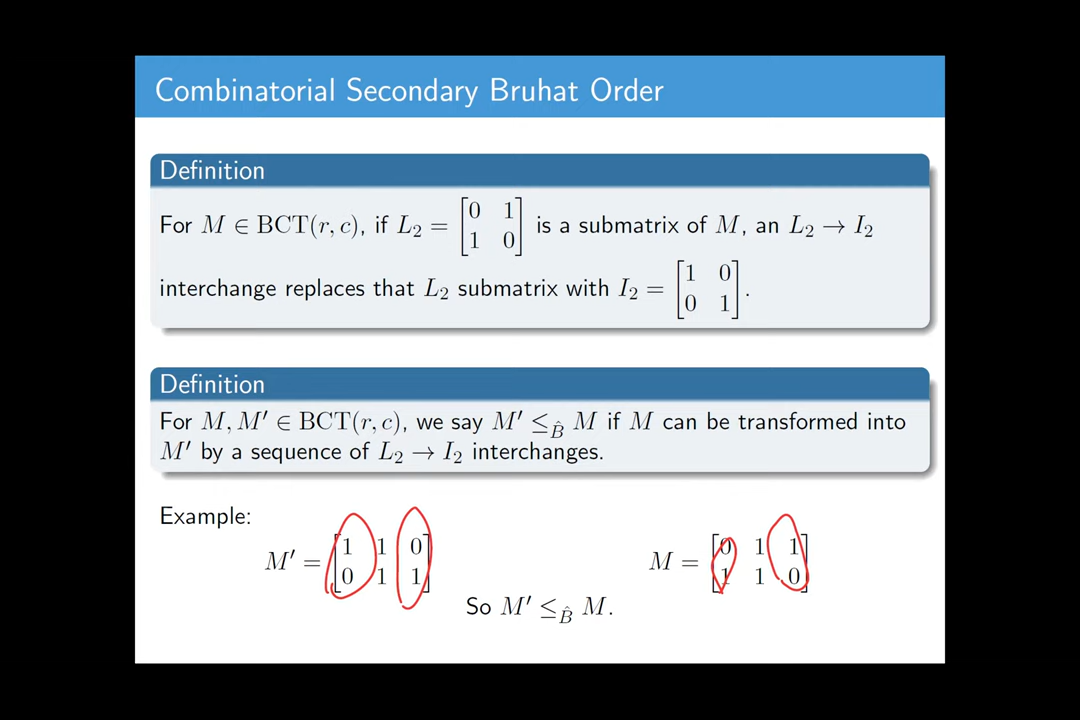 Combinatorial Secondary Bruhat Order
Definition
For M ∈ BCT(r, c), if L₂ = [0 1; 1 0] is a submatrix of M, an L₂ → I₂
interchange replaces that L₂ submatrix with I₂ = [1 0; 0 1].
Definition
For M, M′ ∈ BCT(r, c), we say M′ ≤_B̂ M if M can be transformed into
M′ by a sequence of L₂ → I₂ interchanges.
Example:
M′ = [1 1 0; 0 1 1] M = [0 1 1; 1 1 0]
So M′ ≤_B̂ M.